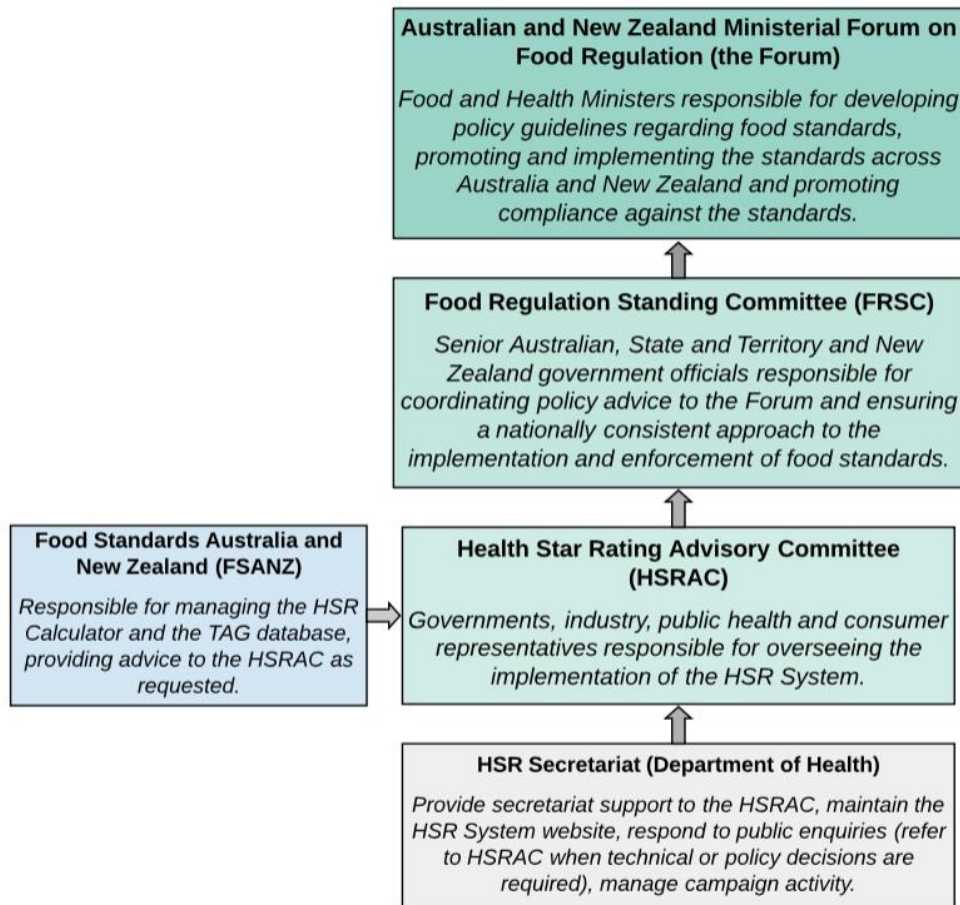 Australian and New Zealand Ministerial Forum on
Food Regulation (the Forum)
Food and Health Ministers responsible for developing
policy guidelines regarding food standards,
promoting and implementing the standards across
Australia and New Zealand and promoting
compliance against the standards.
Food Regulation Standing Committee (FRSC)
Senior Australian, State and Territory and New
Zealand government officials responsible for
coordinating policy advice to the Forum and ensuring
a nationally consistent approach to the
implementation and enforcement of food standards.
Food Standards Australia and
New Zealand (FSANZ)
Responsible for managing the HSR
Calculator and the TAG database,
providing advice to the HSRAC as
requested.
Health Star Rating Advisory Committee
(HSRAC)
Governments, industry, public health and consumer
representatives responsible for overseeing the
implementation of the HSR System.
HSR Secretariat (Department of Health)
Provide secretariat support to the HSRAC, maintain the
HSR System website, respond to public enquiries (refer
to HSRAC when technical or policy decisions are
required), manage campaign activity.